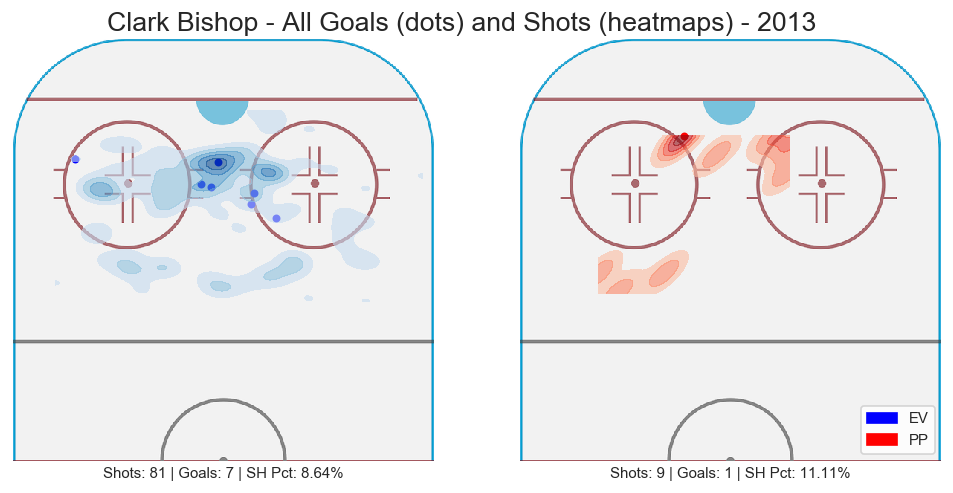 Clark Bishop - All Goals (dots) and Shots (heatmaps) - 2013
EV
PP
Shots: 81 | Goals: 7 | SH Pct: 8.64%
Shots: 9 | Goals: 1 | SH Pct: 11.11%